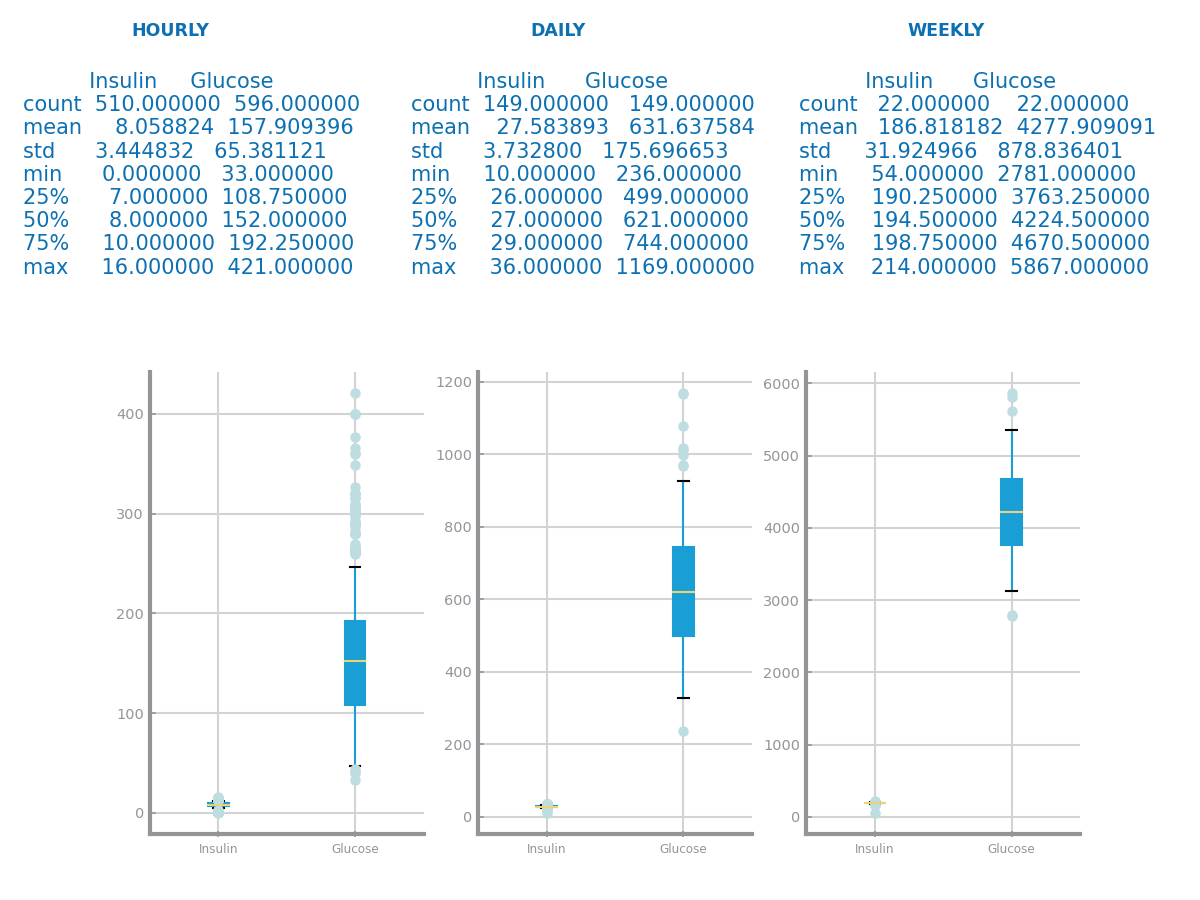 HOURLY DAILY WEEKLY
Insulin Glucose Insulin Glucose Insulin Glucose
count 510.000000 596.000000 count 149.000000 149.000000 count 22.000000 22.000000
mean 8.058824 157.909396 mean 27.583893 631.637584 mean 186.818182 4277.909091
std 3.444832 65.381121 std 3.732800 175.696653 std 31.924966 878.836401
min 0.000000 33.000000 min 10.000000 236.000000 min 54.000000 2781.000000
25% 7.000000 108.750000 25% 26.000000 499.000000 25% 190.250000 3763.250000
50% 8.000000 152.000000 50% 27.000000 621.000000 50% 194.500000 4224.500000
75% 10.000000 192.250000 75% 29.000000 744.000000 75% 198.750000 4670.500000
max 16.000000 421.000000 max 36.000000 1169.000000 max 214.000000 5867.000000
400
300
200
100
0
Insulin Glucose
1200
1000
800
600
400
200
0
Insulin Glucose
6000
5000
4000
3000
2000
1000
0
Insulin Glucose